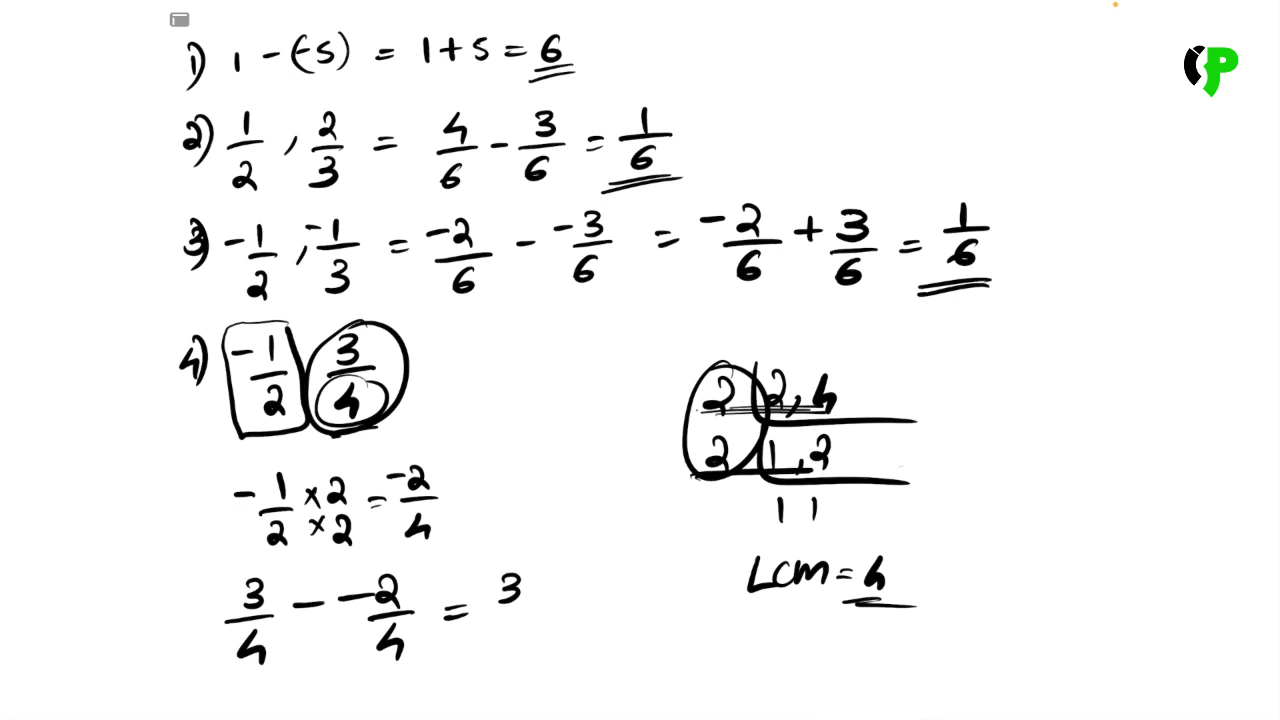 1) 1 - (-5) = 1 + 5 = 6
2) 1/2 , 2/3 = 4/6 - 3/6 = 1/6
3) -1/2 , -1/3 = -2/6 - -3/6 = -2/6 + 3/6 = 1/6
4) -1/2 3/4
-1/2 ×2 ×2 = -2/4
3/4 - -2/4 = 3
2 | 2, 4
2 | 1, 2
1 1
LCM = 4
P